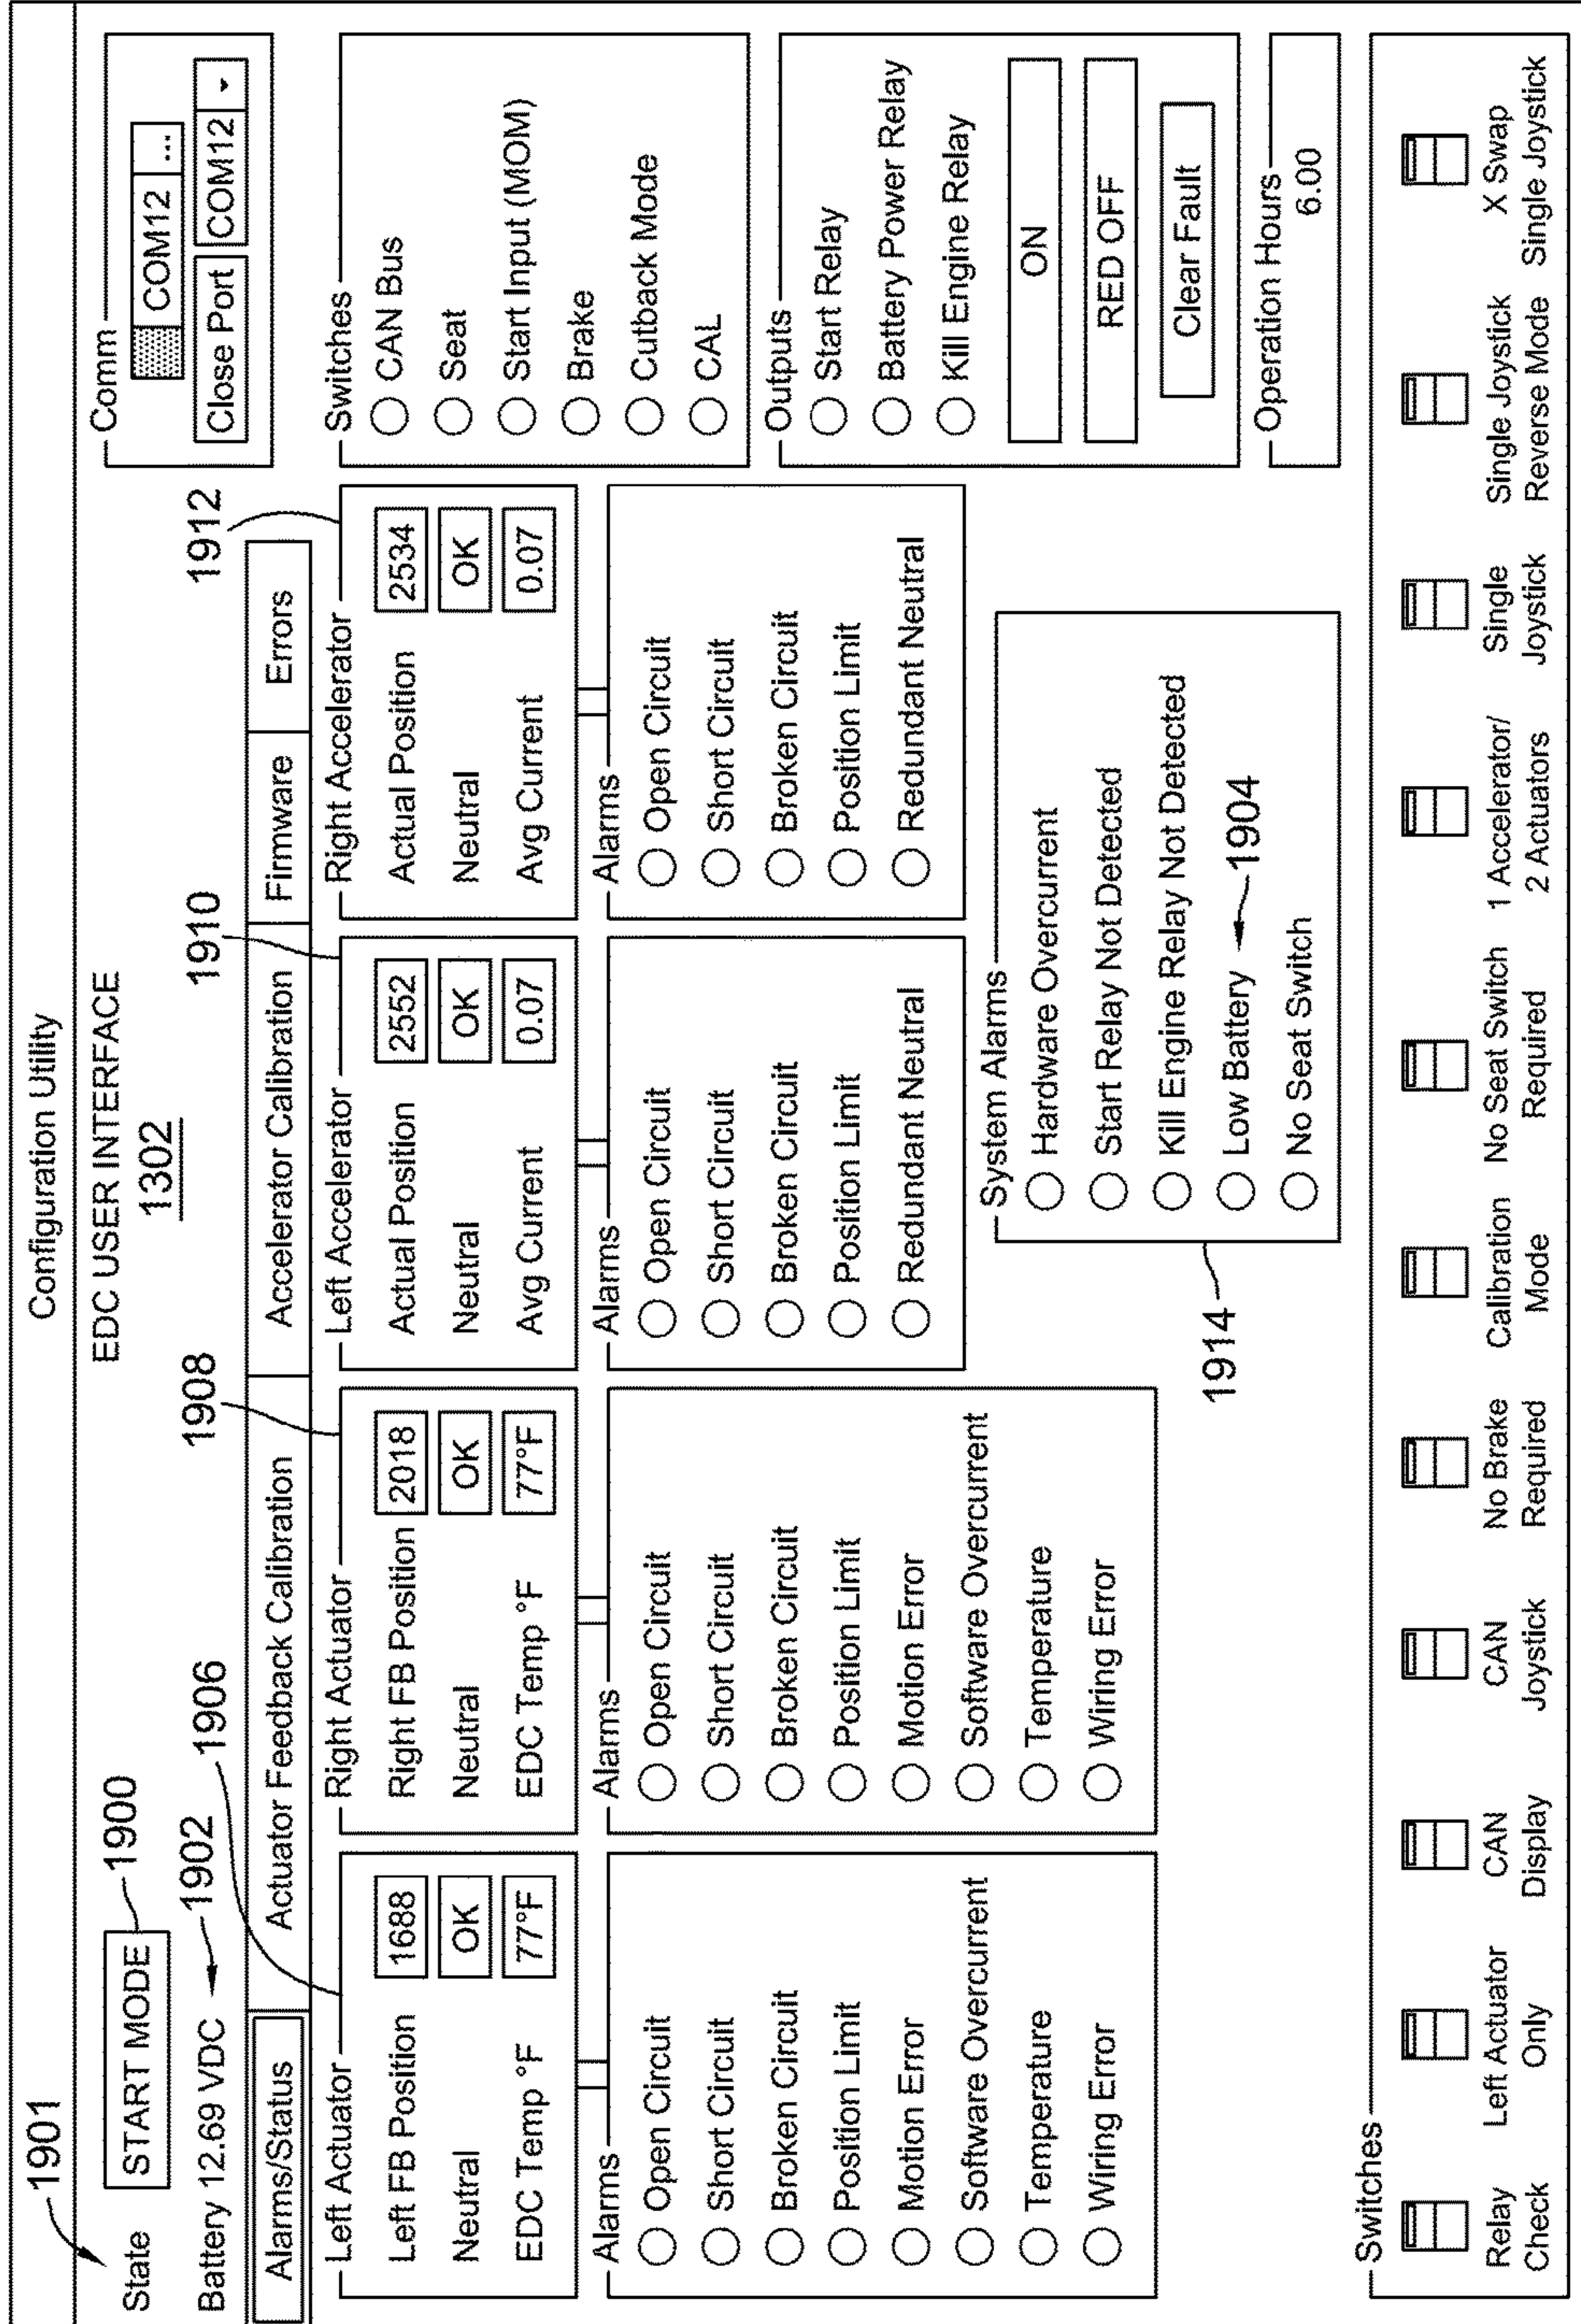 Configuration Utility
1901
EDC USER INTERFACE
1302
State
START MODE
1900
Battery 12.69 VDC
1902
1906
1908
1910
1912
Comm
COM12
...
Close Port
COM12
Alarms/Status
Actuator Feedback Calibration
Accelerator Calibration
Firmware
Errors
Left Actuator
Left FB Position 1688
Neutral OK
EDC Temp °F 77°F
Alarms
Open Circuit
Short Circuit
Broken Circuit
Position Limit
Motion Error
Software Overcurrent
Temperature
Wiring Error
Right Actuator
Right FB Position 2018
Neutral OK
EDC Temp °F 77°F
Alarms
Open Circuit
Short Circuit
Broken Circuit
Position Limit
Motion Error
Software Overcurrent
Temperature
Wiring Error
Left Accelerator
Actual Position 2552
Neutral OK
Avg Current 0.07
Alarms
Open Circuit
Short Circuit
Broken Circuit
Position Limit
Redundant Neutral
Right Accelerator
Actual Position 2534
Neutral OK
Avg Current 0.07
Alarms
Open Circuit
Short Circuit
Broken Circuit
Position Limit
Redundant Neutral
1914
System Alarms
Hardware Overcurrent
Start Relay Not Detected
Kill Engine Relay Not Detected
Low Battery 1904
No Seat Switch
Switches
CAN Bus
Seat
Start Input (MOM)
Brake
Cutback Mode
CAL
Outputs
Start Relay
Battery Power Relay
Kill Engine Relay
ON
RED OFF
Clear Fault
Operation Hours
6.00
Switches
Relay
Check
Left Actuator
Only
CAN
Display
CAN
Joystick
No Brake
Required
Calibration
Mode
No Seat Switch
Required
1 Accelerator/
2 Actuators
Single
Joystick
Single Joystick
Reverse Mode
X Swap
Single Joystick